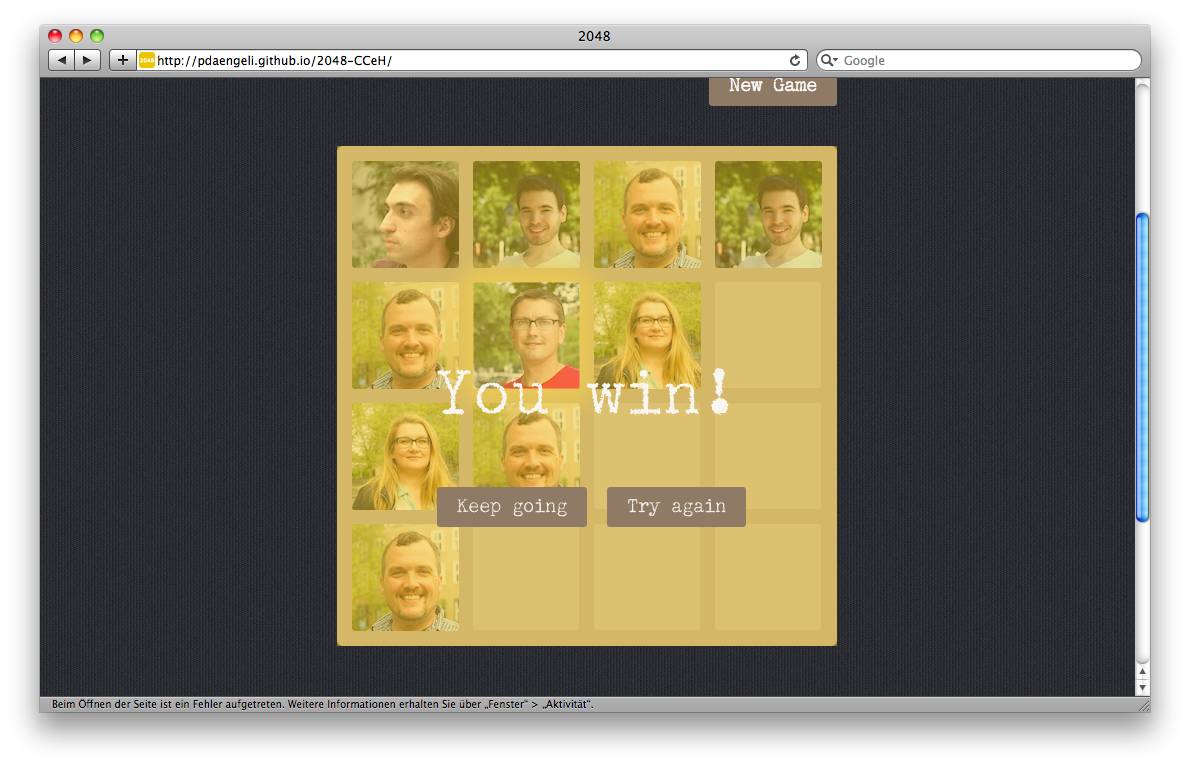 2048
2048 http://pdaengeli.github.io/2048-CCeH/
Google
New Game
You win!
Keep going
Try again
Beim Öffnen der Seite ist ein Fehler aufgetreten. Weitere Informationen erhalten Sie über „Fenster“ > „Aktivität“.